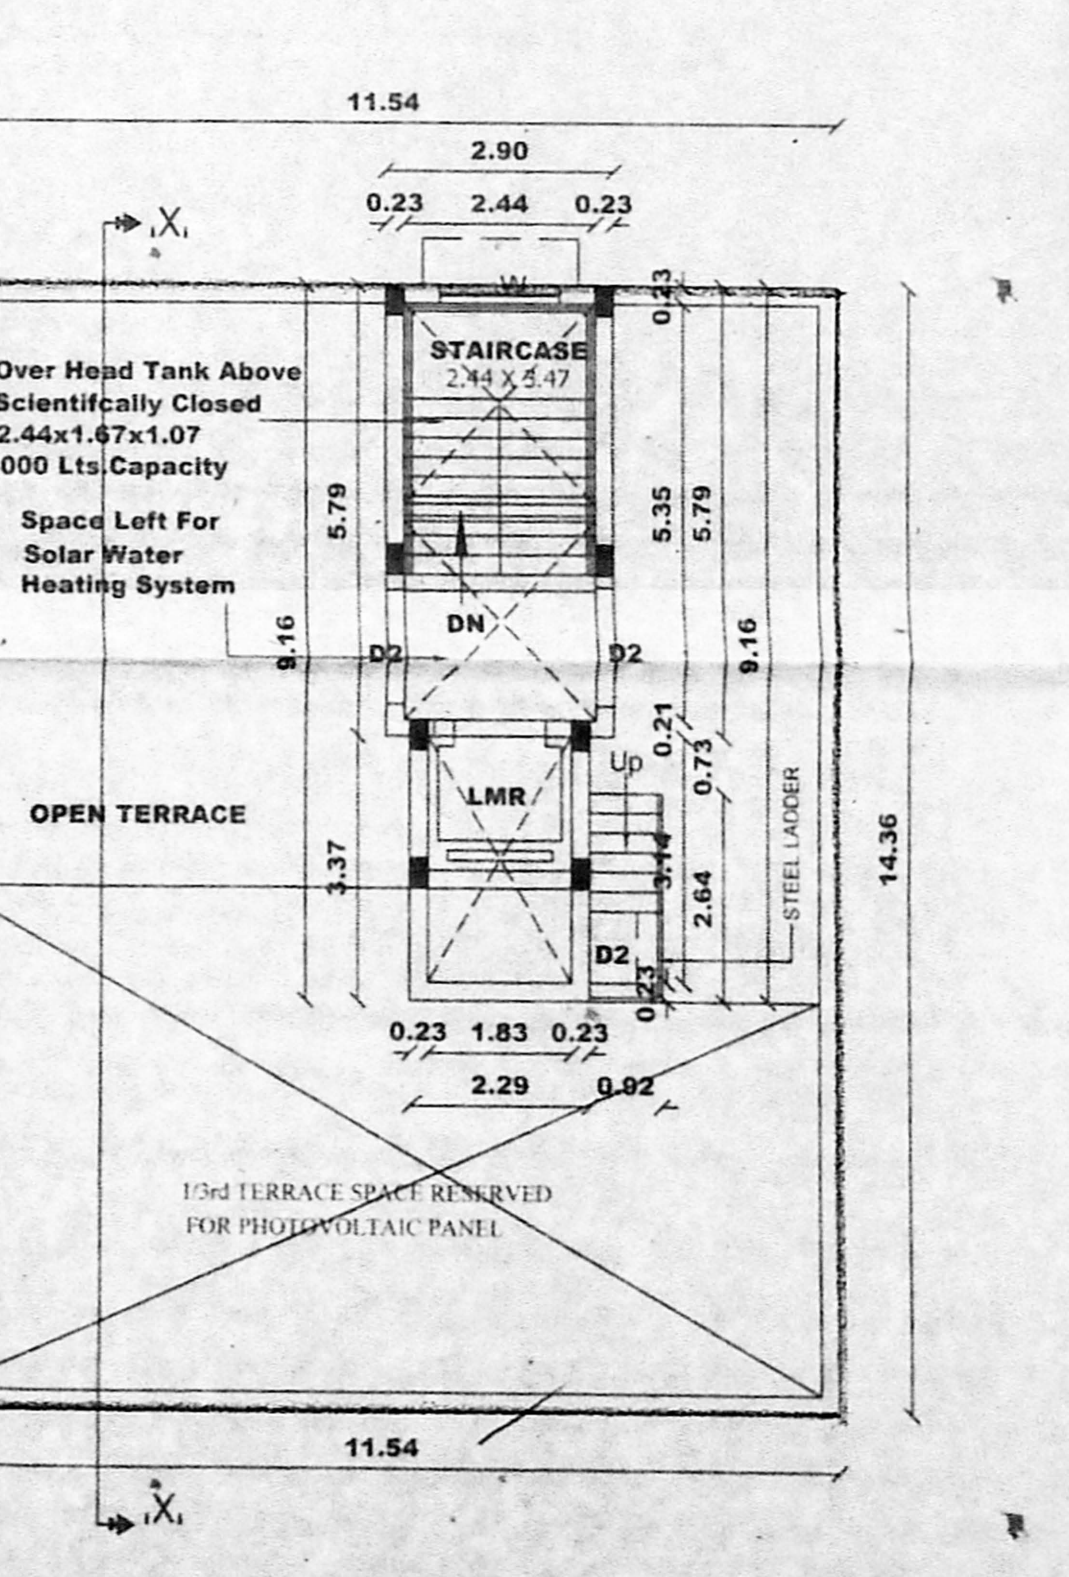 11.54
2.90
0.23 2.44 0.23
X
W
0.23
STAIRCASE
Over Head Tank Above
Scientifcally Closed
2.44x1.67x1.07
000 Lts.Capacity
Space Left For
Solar Water
Heating System
5.79
5.35
5.79
DN
9.16
D2
D2
9.16
0.21
0.73
Up
LMR
STEEL LADDER
OPEN TERRACE
3.37
3.14
2.64
14.36
D2
0.23
0.23 1.83 0.23
2.29 0.92
1/3rd TERRACE SPACE RESERVED
FOR PHOTOVOLTAIC PANEL
11.54
X